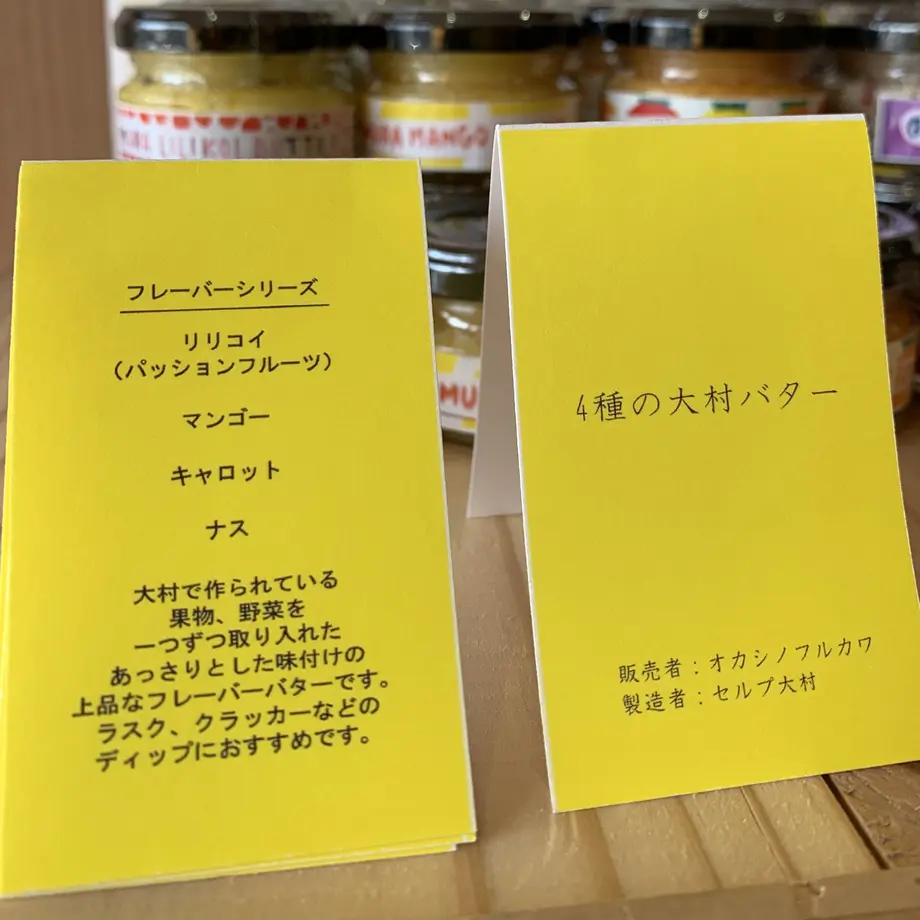 LILIKOI
MANGO
MU
フレーバーシリーズ
リリコイ
（パッションフルーツ）
マンゴー
キャロット
ナス
大村で作られている
果物、野菜を
一つずつ取り入れた
あっさりとした味付けの
上品なフレーバーバターです。
ラスク、クラッカーなどの
ディップにおすすめです。
4種の大村バター
販売者：オカシノフルカワ
製造者：セルプ大村